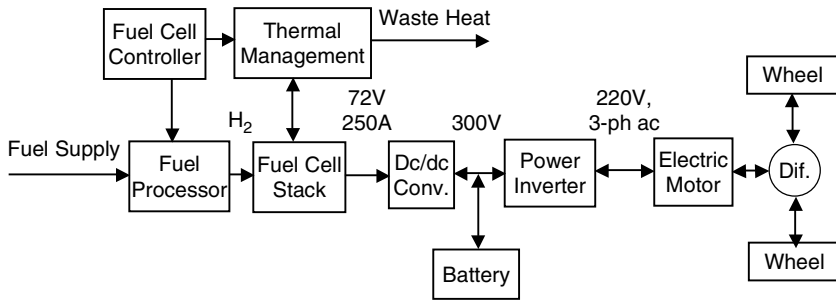 Fuel Cell
Controller
Thermal
Management
Waste Heat
Wheel
72V
250A
300V
220V,
3-ph ac
H2
Fuel Supply
Fuel
Processor
Fuel Cell
Stack
Dc/dc
Conv.
Power
Inverter
Electric
Motor
Dif.
Battery
Wheel